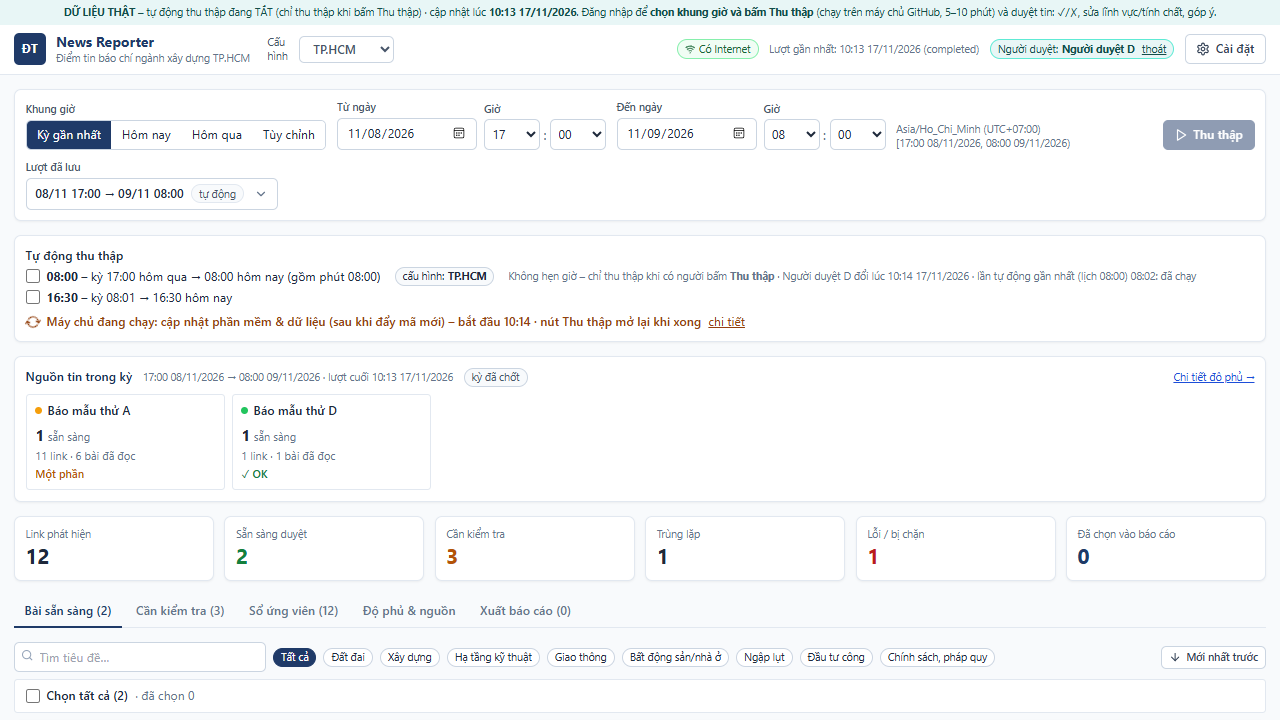 DỮ LIỆU THẬT – tự động thu thập đang TẮT (chỉ thu thập khi bấm Thu thập) · cập nhật lúc 10:13 17/11/2026. Đăng nhập để chọn khung giờ và bấm Thu thập (chạy trên máy chủ GitHub, 5–10 phút) và duyệt tin: ✓/X, sửa lĩnh vực/tính chất, góp ý.
ĐT
News Reporter
Điểm tin báo chí ngành xây dựng TP.HCM
Cấu hình
TP.HCM
Có Internet
Lượt gần nhất: 10:13 17/11/2026 (completed)
Người duyệt: Người duyệt D thoát
Cài đặt
Khung giờ
Kỳ gần nhất Hôm nay Hôm qua Tùy chỉnh
Từ ngày
11/08/2026
Giờ
17 : 00
Đến ngày
11/09/2026
Giờ
08 : 00
Asia/Ho_Chi_Minh (UTC+07:00)
[17:00 08/11/2026, 08:00 09/11/2026)
Thu thập
Lượt đã lưu
08/11 17:00 → 09/11 08:00 tự động
Tự động thu thập
08:00 – kỳ 17:00 hôm qua → 08:00 hôm nay (gồm phút 08:00)
cấu hình: TP.HCM
Không hẹn giờ – chỉ thu thập khi có người bấm Thu thập · Người duyệt D đổi lúc 10:14 17/11/2026 · lần tự động gần nhất (lịch 08:00) 08:02: đã chạy
16:30 – kỳ 08:01 → 16:30 hôm nay
Máy chủ đang chạy: cập nhật phần mềm & dữ liệu (sau khi đẩy mã mới) – bắt đầu 10:14 · nút Thu thập mở lại khi xong chi tiết
Nguồn tin trong kỳ 17:00 08/11/2026 → 08:00 09/11/2026 · lượt cuối 10:13 17/11/2026 kỳ đã chốt
Chi tiết độ phủ →
Báo mẫu thử A
1 sẵn sàng
11 link · 6 bài đã đọc
Một phần
Báo mẫu thử D
1 sẵn sàng
1 link · 1 bài đã đọc
✓ OK
Link phát hiện
12
Sẵn sàng duyệt
2
Cần kiểm tra
3
Trùng lặp
1
Lỗi / bị chặn
1
Đã chọn vào báo cáo
0
Bài sẵn sàng (2) Cần kiểm tra (3) Sổ ứng viên (12) Độ phủ & nguồn Xuất báo cáo (0)
Tìm tiêu đề...
Tất cả Đất đai Xây dựng Hạ tầng kỹ thuật Giao thông Bất động sản/nhà ở Ngập lụt Đầu tư công Chính sách, pháp quy
↓ Mới nhất trước
Chọn tất cả (2) · đã chọn 0